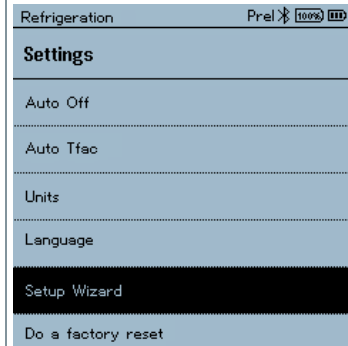 Refrigeration Prel 100%
Settings
Auto Off
Auto Tfac
Units
Language
Setup Wizard
Do a factory reset